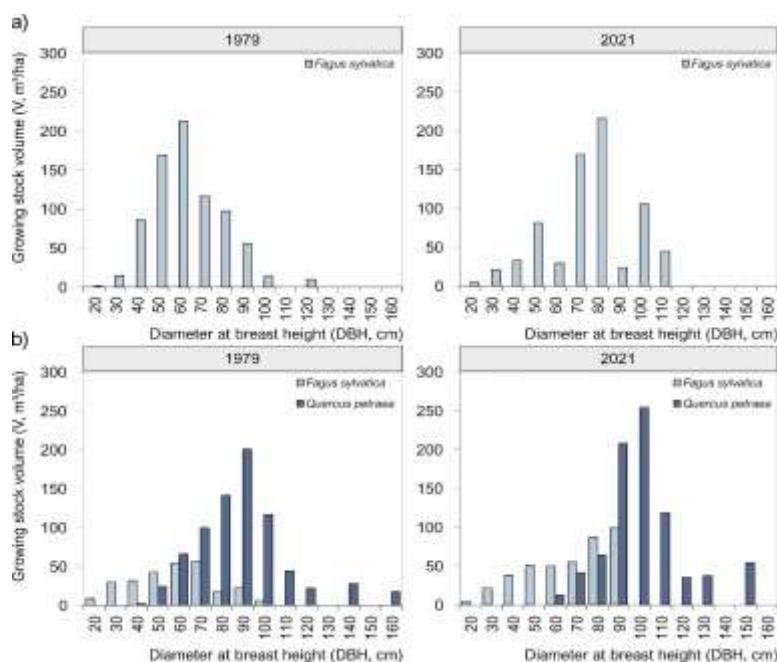 a)
1979
2021
Growing stock volume (V, m³/ha)
300
250
200
150
100
50
0
Fagus sylvatica
20 30 40 50 60 70 80 90 100 110 120 130 140 150 160
Diameter at breast height (DBH, cm)
300
250
200
150
100
50
0
Fagus sylvatica
20 30 40 50 60 70 80 90 100 110 120 130 140 150 160
Diameter at breast height (DBH, cm)
b)
1979
2021
Growing stock volume (V, m³/ha)
300
250
200
150
100
50
0
Fagus sylvatica
Quercus petraea
20 30 40 50 60 70 80 90 100 110 120 130 140 150 160
Diameter at breast height (DBH, cm)
300
250
200
150
100
50
0
Fagus sylvatica
Quercus petraea
20 30 40 50 60 70 80 90 100 110 120 130 140 150 160
Diameter at breast height (DBH, cm)